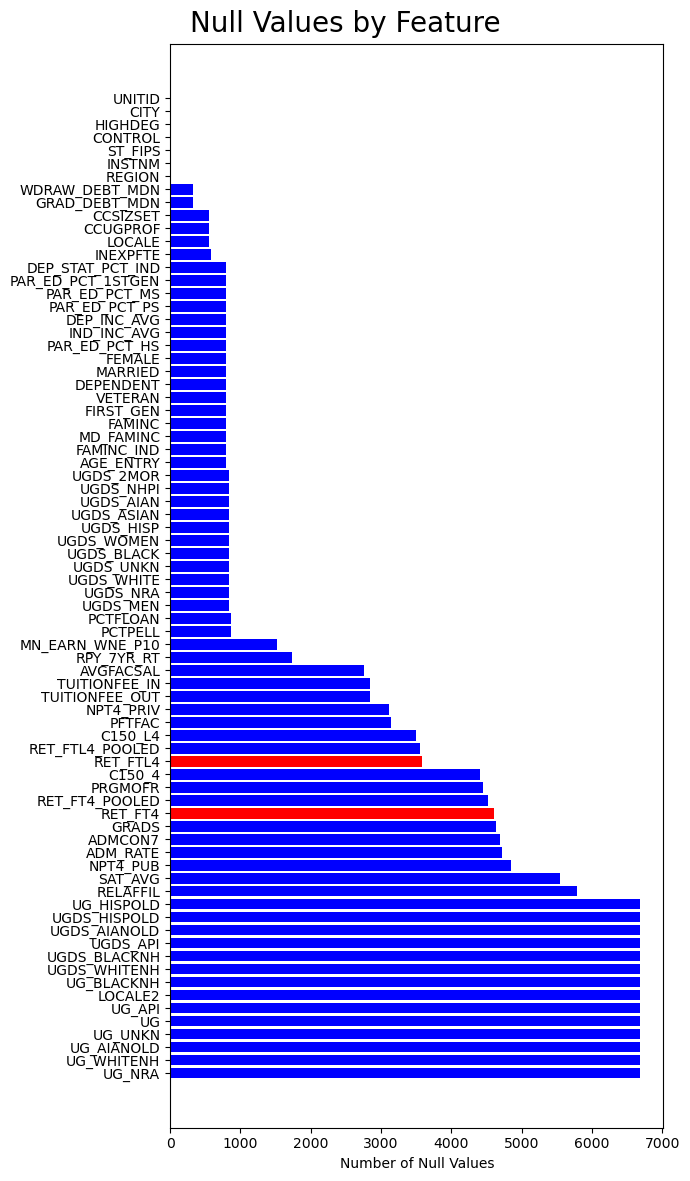 Null Values by Feature
UNITID
CITY
HIGHDEG
CONTROL
ST_FIPS
INSTNM
REGION
WDRAW_DEBT_MDN
GRAD_DEBT_MDN
CCSIZSET
CCUGPROF
LOCALE
INEXPFTE
DEP_STAT_PCT_IND
PAR_ED_PCT_1STGEN
PAR_ED_PCT_MS
PAR_ED_PCT_PS
DEP_INC_AVG
IND_INC_AVG
PAR_ED_PCT_HS
FEMALE
MARRIED
DEPENDENT
VETERAN
FIRST_GEN
FAMINC
MD_FAMINC
FAMINC_IND
AGE_ENTRY
UGDS_2MOR
UGDS_NHPI
UGDS_AIAN
UGDS_ASIAN
UGDS_HISP
UGDS_WOMEN
UGDS_BLACK
UGDS_UNKN
UGDS_WHITE
UGDS_NRA
UGDS_MEN
PCTFLOAN
PCTPELL
MN_EARN_WNE_P10
RPY_7YR_RT
AVGFACSAL
TUITIONFEE_IN
TUITIONFEE_OUT
NPT4_PRIV
PFTFAC
C150_L4
RET_FTL4_POOLED
RET_FTL4
C150_4
PRGMOFR
RET_FT4_POOLED
RET_FT4
GRADS
ADMCON7
ADM_RATE
NPT4_PUB
SAT_AVG
RELAFFIL
UG_HISPOLD
UGDS_HISPOLD
UGDS_AIANOLD
UGDS_API
UGDS_BLACKNH
UGDS_WHITENH
UG_BLACKNH
LOCALE2
UG_API
UG
UG_UNKN
UG_AIANOLD
UG_WHITENH
UG_NRA
0 1000 2000 3000 4000 5000 6000 7000
Number of Null Values